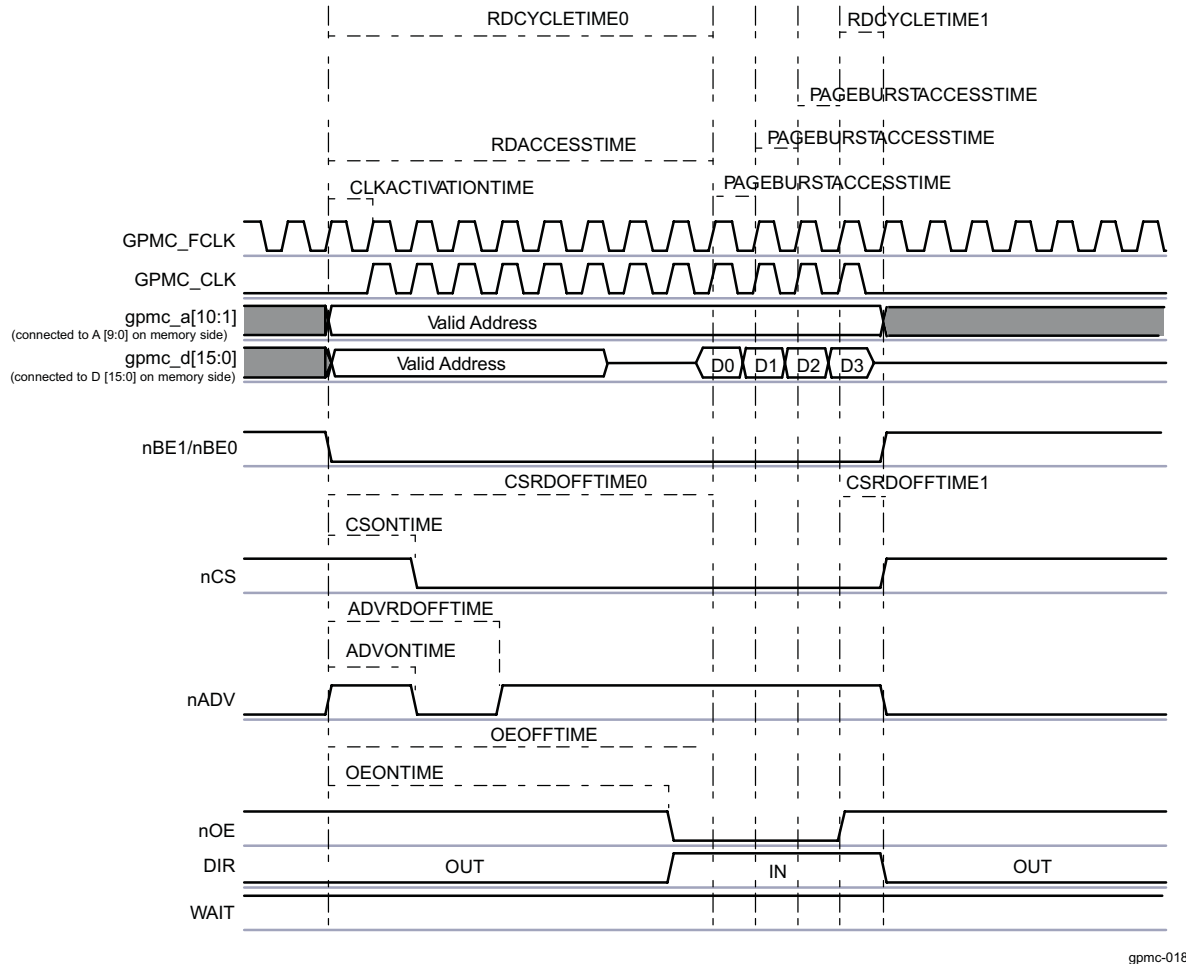 RDCYCLETIME0
RDCYCLETIME1
PAGEBURSTACCESSTIME
PAGEBURSTACCESSTIME
RDACCESSTIME
PAGEBURSTACCESSTIME
CLKACTIVATIONTIME
GPMC_FCLK
GPMC_CLK
gpmc_a[10:1]
(connected to A [9:0] on memory side)
Valid Address
gpmc_d[15:0]
(connected to D [15:0] on memory side)
Valid Address
D0 D1 D2 D3
nBE1/nBE0
CSRDOFFTIME0
CSRDOFFTIME1
CSONTIME
nCS
ADVRDOFFTIME
ADVONTIME
nADV
OEOFFTIME
OEONTIME
nOE
DIR OUT IN OUT
WAIT
gpmc-018